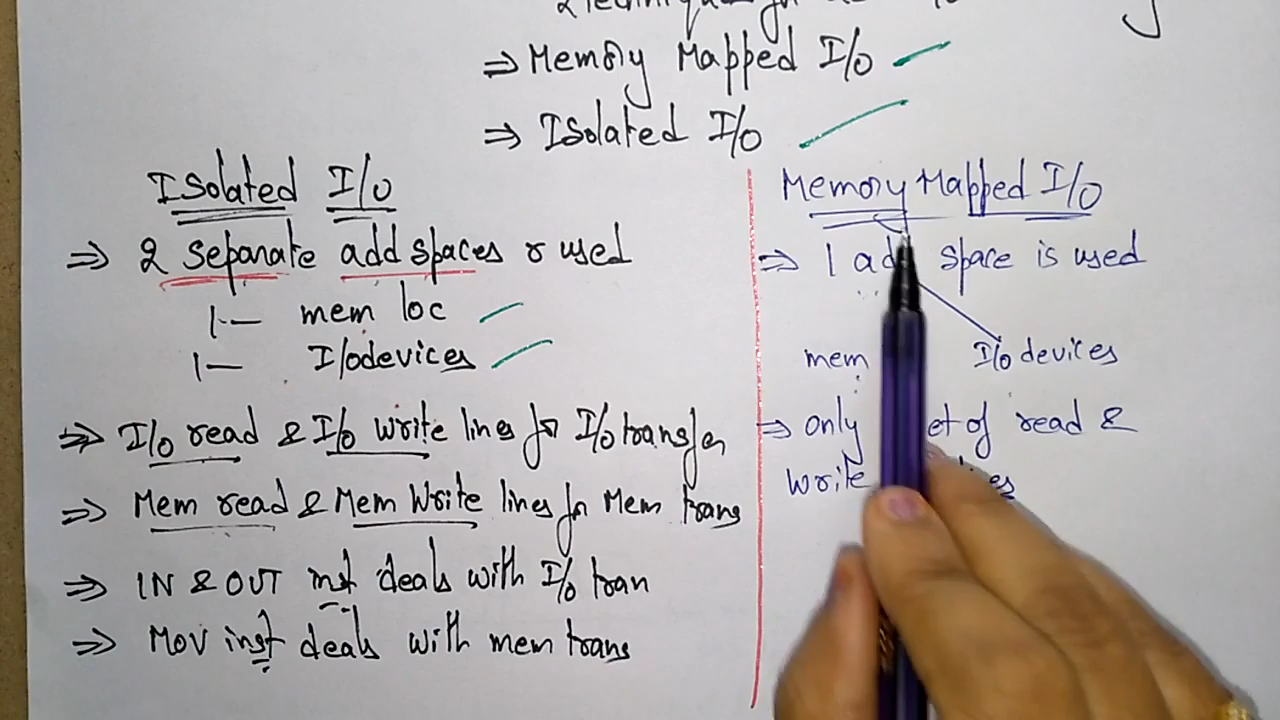 ⇒ Memory Mapped I/O
⇒ Isolated I/O
Isolated I/O
⇒ 2 separate add spaces r used
1— mem loc
1— I/o devices
⇒ I/o read & I/o write lines for I/o transfer
⇒ Mem read & Mem Write lines for Mem trans
⇒ IN & OUT inst deals with I/o tran
⇒ MOV inst deals with mem trans
Memory Mapped I/O
⇒ 1 add space is used
mem I/o devices
⇒ only of read &
write